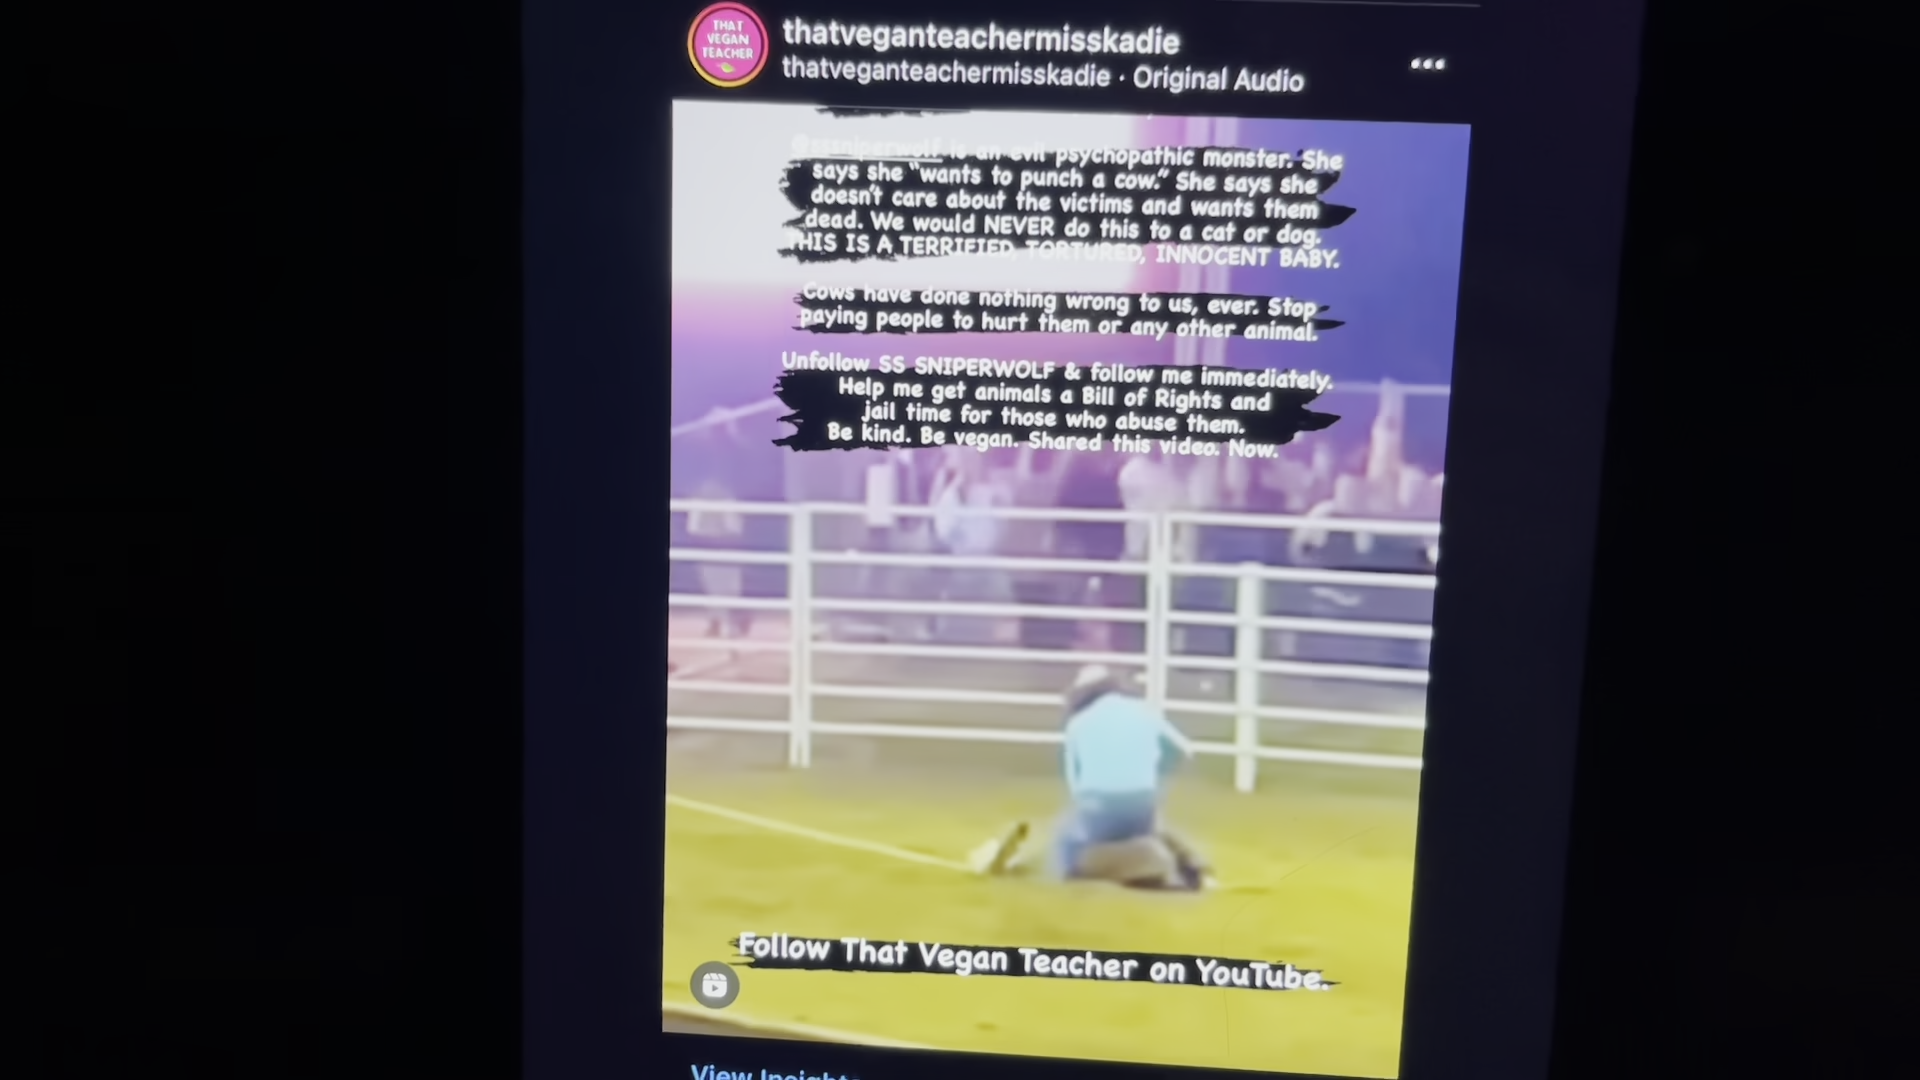 THAT
VEGAN
TEACHER
thatveganteachermisskadie
thatveganteachermisskadie · Original Audio
@sssniperwolf is an evil psychopathic monster. She
says she "wants to punch a cow." She says she
doesn't care about the victims and wants them
dead. We would NEVER do this to a cat or dog.
THIS IS A TERRIFIED, TORTURED, INNOCENT BABY.
Cows have done nothing wrong to us, ever. Stop
paying people to hurt them or any other animal.
Unfollow SS SNIPERWOLF & follow me immediately.
Help me get animals a Bill of Rights and
jail time for those who abuse them.
Be kind. Be vegan. Shared this video. Now.
Follow That Vegan Teacher on YouTube.
View